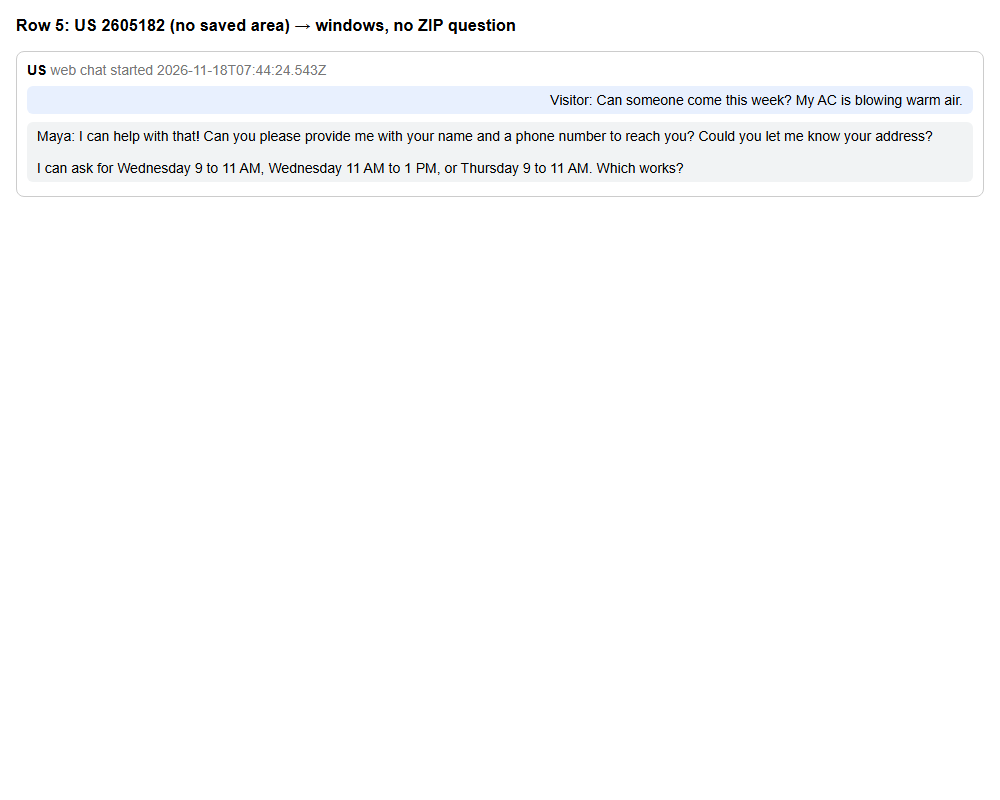 Row 5: US 2605182 (no saved area) → windows, no ZIP question
US web chat started 2026-11-18T07:44:24.543Z
Visitor: Can someone come this week? My AC is blowing warm air.
Maya: I can help with that! Can you please provide me with your name and a phone number to reach you? Could you let me know your address?
I can ask for Wednesday 9 to 11 AM, Wednesday 11 AM to 1 PM, or Thursday 9 to 11 AM. Which works?